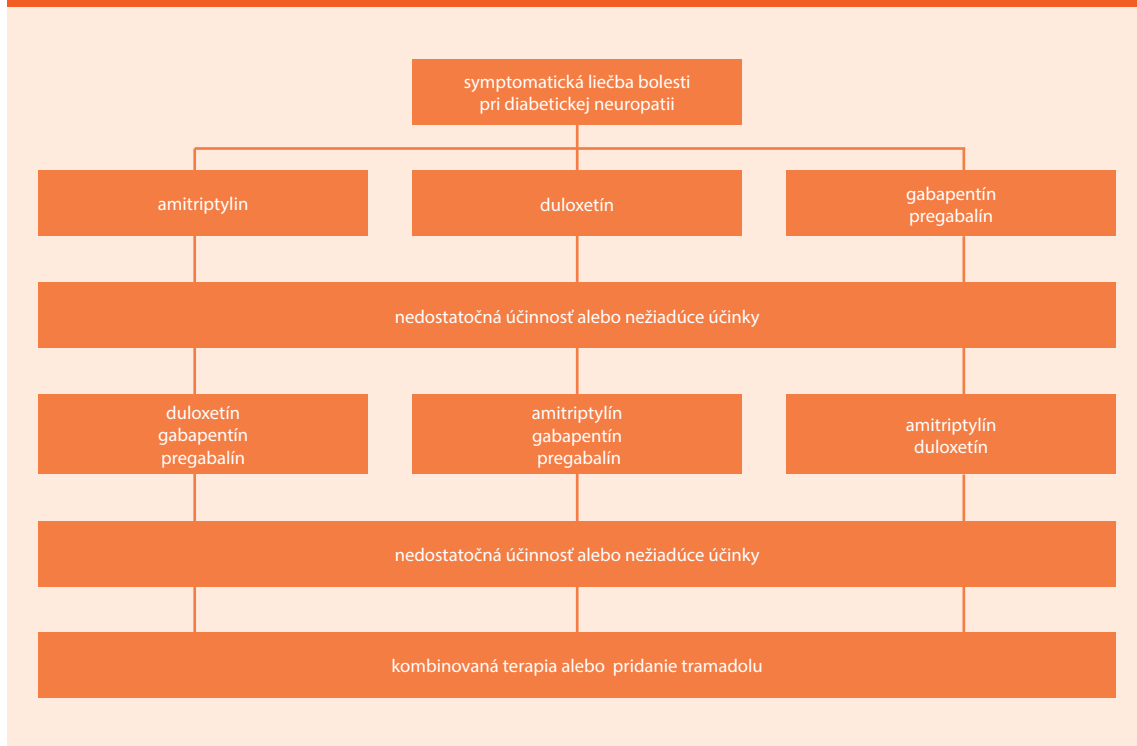 symptomatická liečba bolesti
pri diabetickej neuropatii
amitriptylin
duloxetín
gabapentín
pregabalín
nedostatočná účinnosť alebo nežiadúce účinky
duloxetín
gabapentín
pregabalín
amitriptylín
gabapentín
pregabalín
amitriptylín
duloxetín
nedostatočná účinnosť alebo nežiadúce účinky
kombinovaná terapia alebo pridanie tramadolu